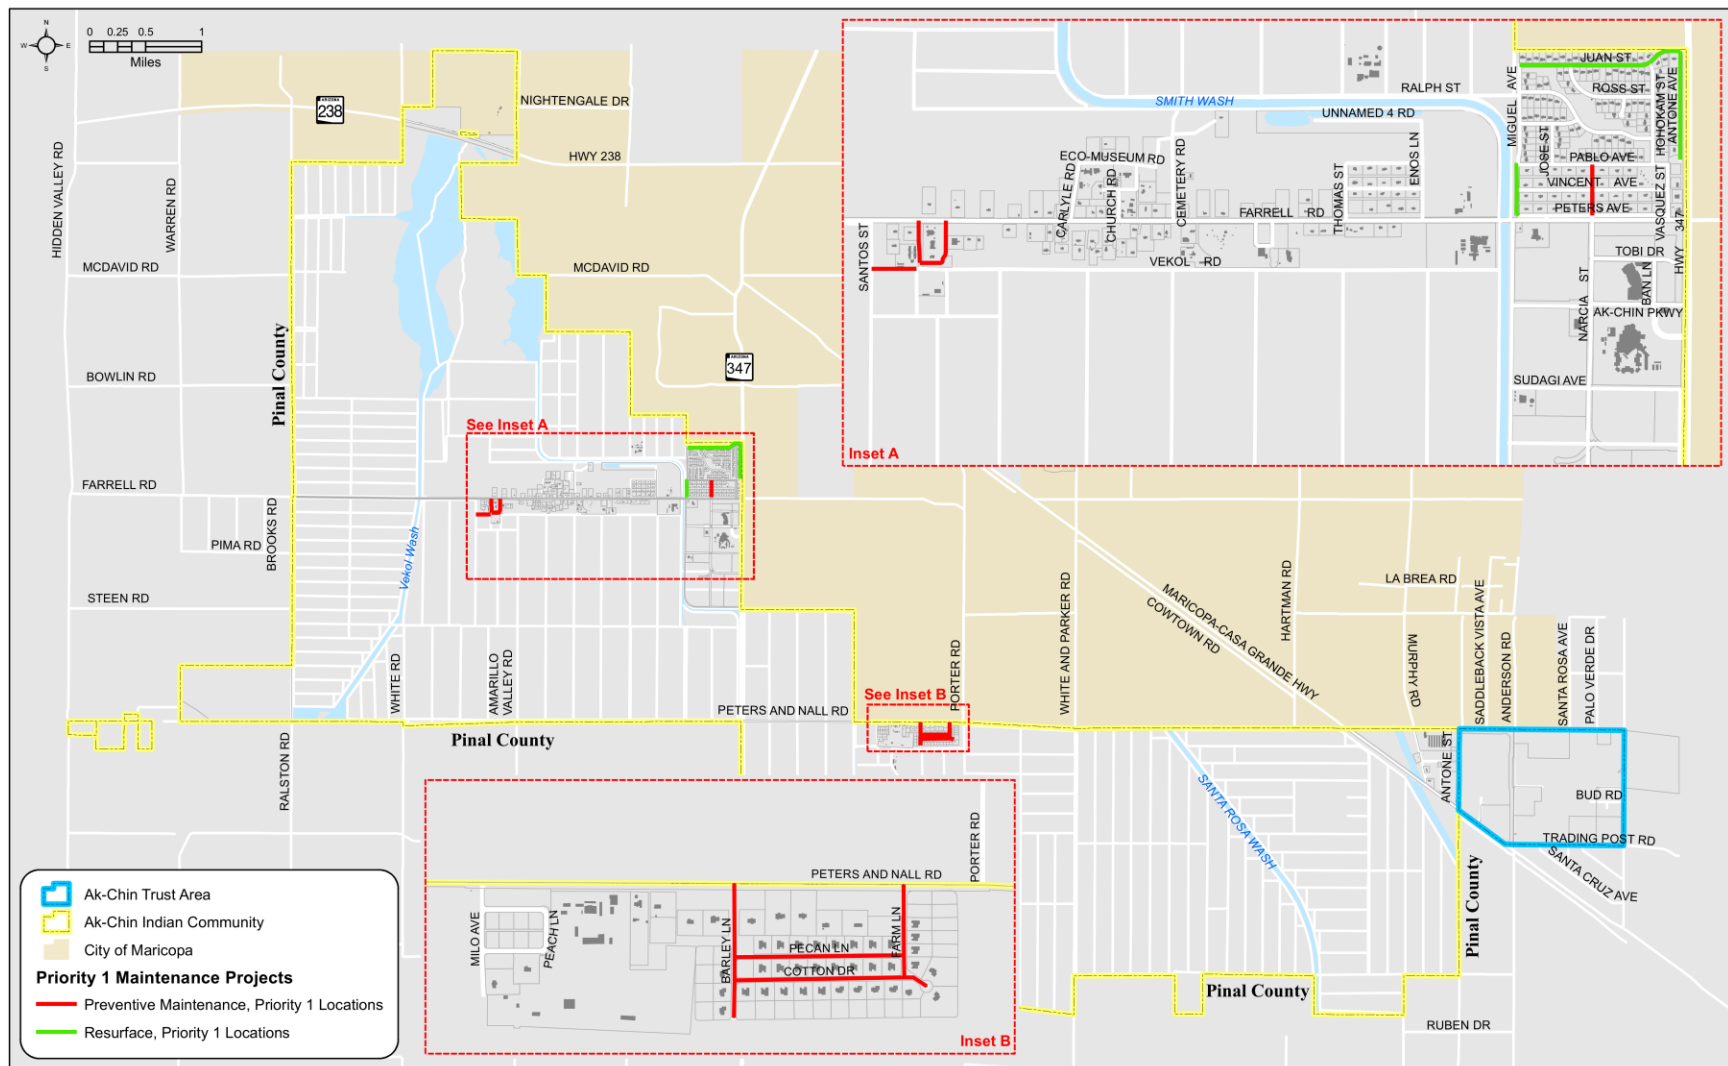 N
W
E
S
0 0.25 0.5 1
Miles
ARIZONA
238
NIGHTENGALE DR
HWY 238
HIDDEN VALLEY RD
WARREN RD
MCDAVID RD
MCDAVID RD
Pinal County
ARIZONA
347
BOWLIN RD
See Inset A
FARRELL RD
BROOKS RD
PIMA RD
Vekol Wash
STEEN RD
WHITE RD
AMARILLO
VALLEY RD
PETERS AND NALL RD
Pinal County
RALSTON RD
See Inset B
PORTER RD
WHITE AND PARKER RD
MARICOPA-CASA GRANDE HWY
COWTOWN RD
HARTMAN RD
LA BREA RD
MURPHY RD
SADDLEBACK VISTA AVE
ANDERSON RD
SANTA ROSA AVE
PALO VERDE DR
ANTONE ST
BUD RD
TRADING POST RD
SANTA CRUZ AVE
SANTA ROSA WASH
Pinal County
Pinal County
RUBEN DR
SMITH WASH
RALPH ST
UNNAMED 4 RD
MIGUEL AVE
JUAN ST
ROSS ST
HOHOKAM ST
ANTONE AVE
JOSE ST
PABLO AVE
VINCENT AVE
PETERS AVE
VASQUEZ ST
HWY 347
ECO-MUSEUM RD
CARLYLE RD
CHURCH RD
CEMETERY RD
THOMAS ST
ENOS LN
FARRELL RD
SANTOS ST
VEKOL RD
TOBI DR
NARCIA ST
BAN LN
AK-CHIN PKWY
SUDAGI AVE
Inset A
PORTER RD
PETERS AND NALL RD
MILO AVE
PEACH LN
BARLEY LN
PECAN LN
FARM LN
COTTON DR
Inset B
Ak-Chin Trust Area
Ak-Chin Indian Community
City of Maricopa
Priority 1 Maintenance Projects
Preventive Maintenance, Priority 1 Locations
Resurface, Priority 1 Locations